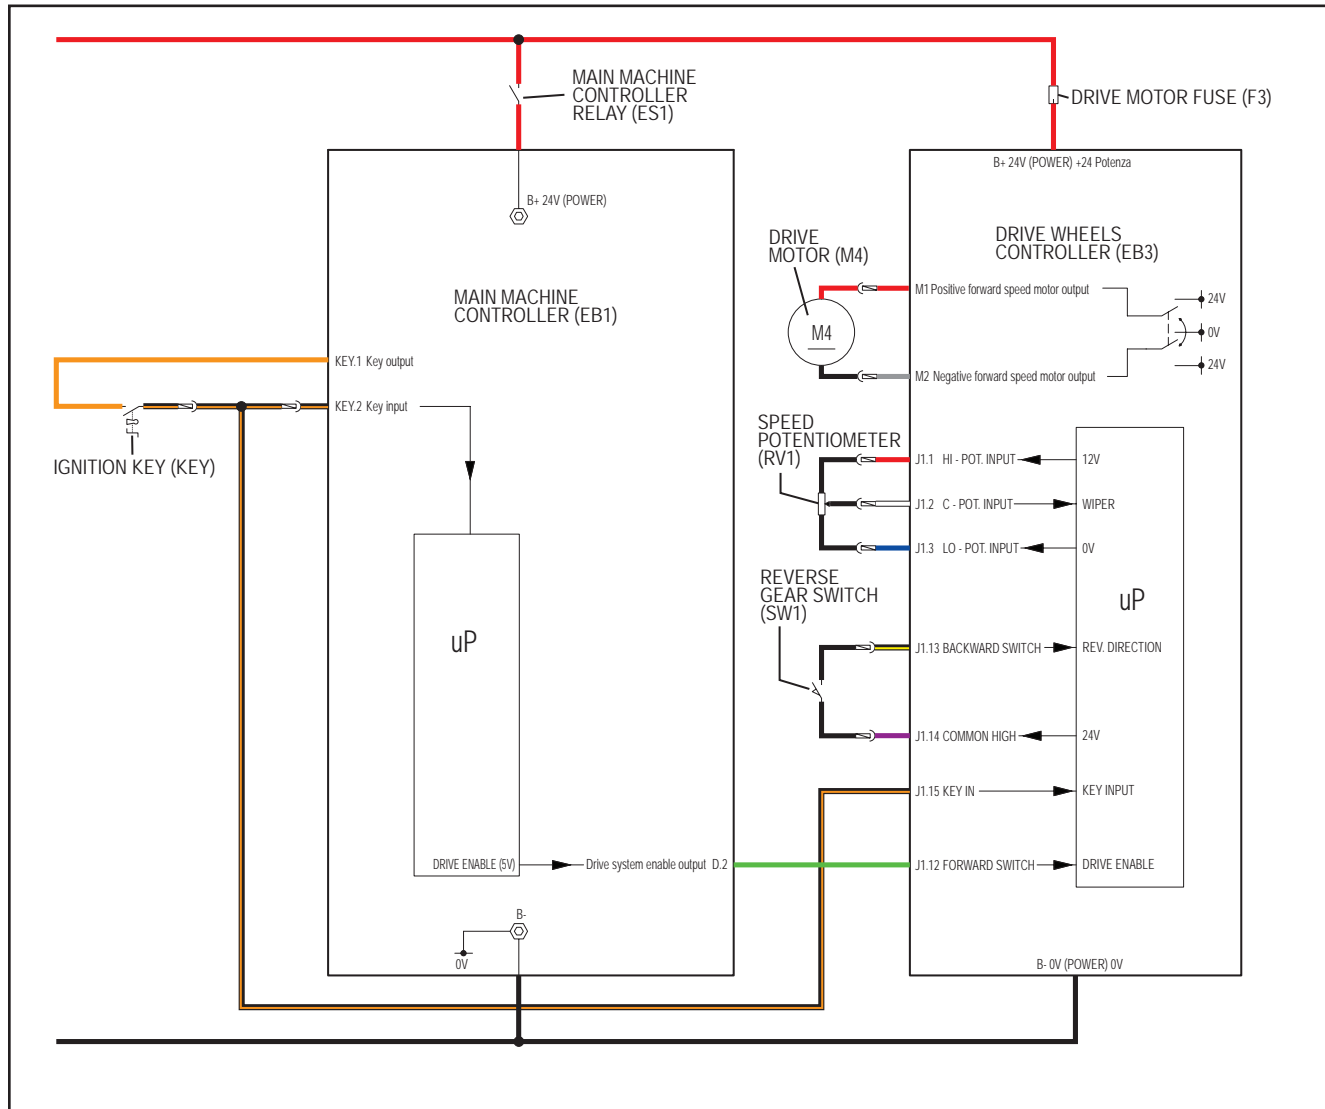 MAIN MACHINE
CONTROLLER
RELAY (ES1)
DRIVE MOTOR FUSE (F3)
B+ 24V (POWER)
B+ 24V (POWER) +24 Potenza
MAIN MACHINE
CONTROLLER (EB1)
DRIVE
MOTOR (M4)
DRIVE WHEELS
CONTROLLER (EB3)
M1 Positive forward speed motor output
24V
M4
0V
M2 Negative forward speed motor output
24V
KEY.1 Key output
KEY.2 Key input
IGNITION KEY (KEY)
SPEED
POTENTIOMETER
(RV1)
J1.1 HI - POT. INPUT
12V
J1.2 C - POT. INPUT
WIPER
J1.3 LO - POT. INPUT
0V
REVERSE
GEAR SWITCH
(SW1)
uP
uP
J1.13 BACKWARD SWITCH
REV. DIRECTION
J1.14 COMMON HIGH
24V
J1.15 KEY IN
KEY INPUT
DRIVE ENABLE (5V)
Drive system enable output D.2
J1.12 FORWARD SWITCH
DRIVE ENABLE
B-
0V
B- 0V (POWER) 0V